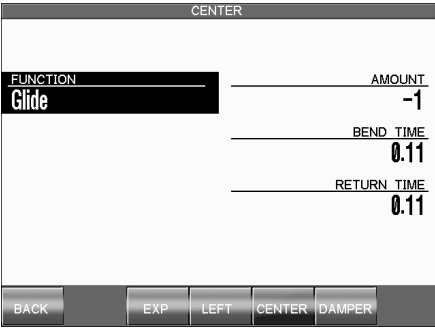 CENTER
FUNCTION
Glide
AMOUNT
-1
BEND TIME
0.11
RETURN TIME
0.11
BACK EXP LEFT CENTER DAMPER